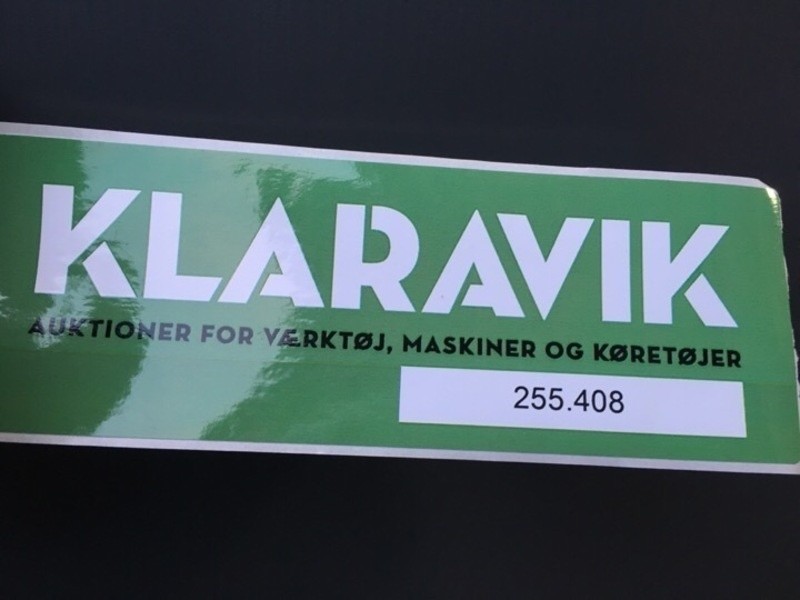 KLARAVIK
AUKTIONER FOR VÆRKTØJ, MASKINER OG KØRETØJER
255.408